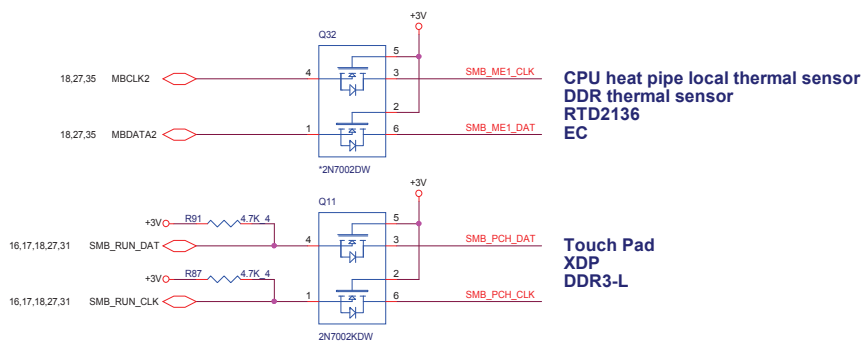 +3V
Q32
5
18,27,35 MBCLK2 4 3 SMB_ME1_CLK
2
18,27,35 MBDATA2 1 6 SMB_ME1_DAT
*2N7002DW
CPU heat pipe local thermal sensor
DDR thermal sensor
RTD2136
EC
+3V
Q11
+3V R91 4.7K_4
5
16,17,18,27,31 SMB_RUN_DAT 4 3 SMB_PCH_DAT
+3V R87 4.7K_4
2
16,17,18,27,31 SMB_RUN_CLK 1 6 SMB_PCH_CLK
2N7002KDW
Touch Pad
XDP
DDR3-L